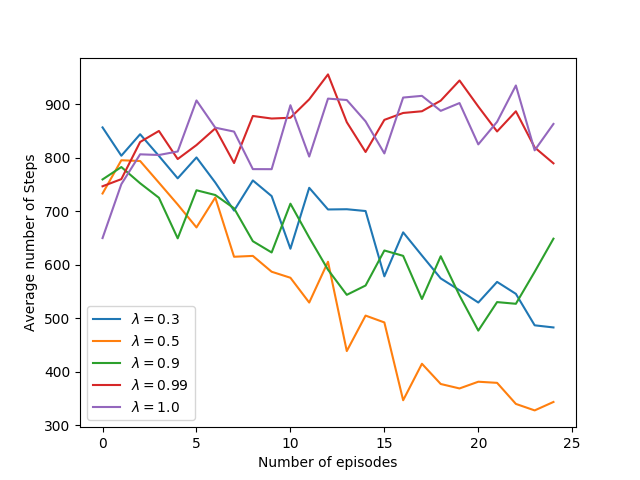 900
800
700
600
500
400
300
Average number of Steps
λ = 0.3
λ = 0.5
λ = 0.9
λ = 0.99
λ = 1.0
0 5 10 15 20 25
Number of episodes